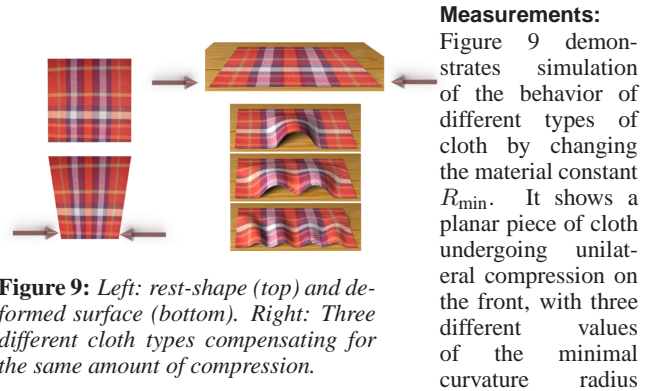 Figure 9: Left: rest-shape (top) and de-
formed surface (bottom). Right: Three
different cloth types compensating for
the same amount of compression.
Measurements:
Figure 9 demon-
strates simulation
of the behavior of
different types of
cloth by changing
the material constant
Rmin. It shows a
planar piece of cloth
undergoing unilat-
eral compression on
the front, with three
different values
of the minimal
curvature radius